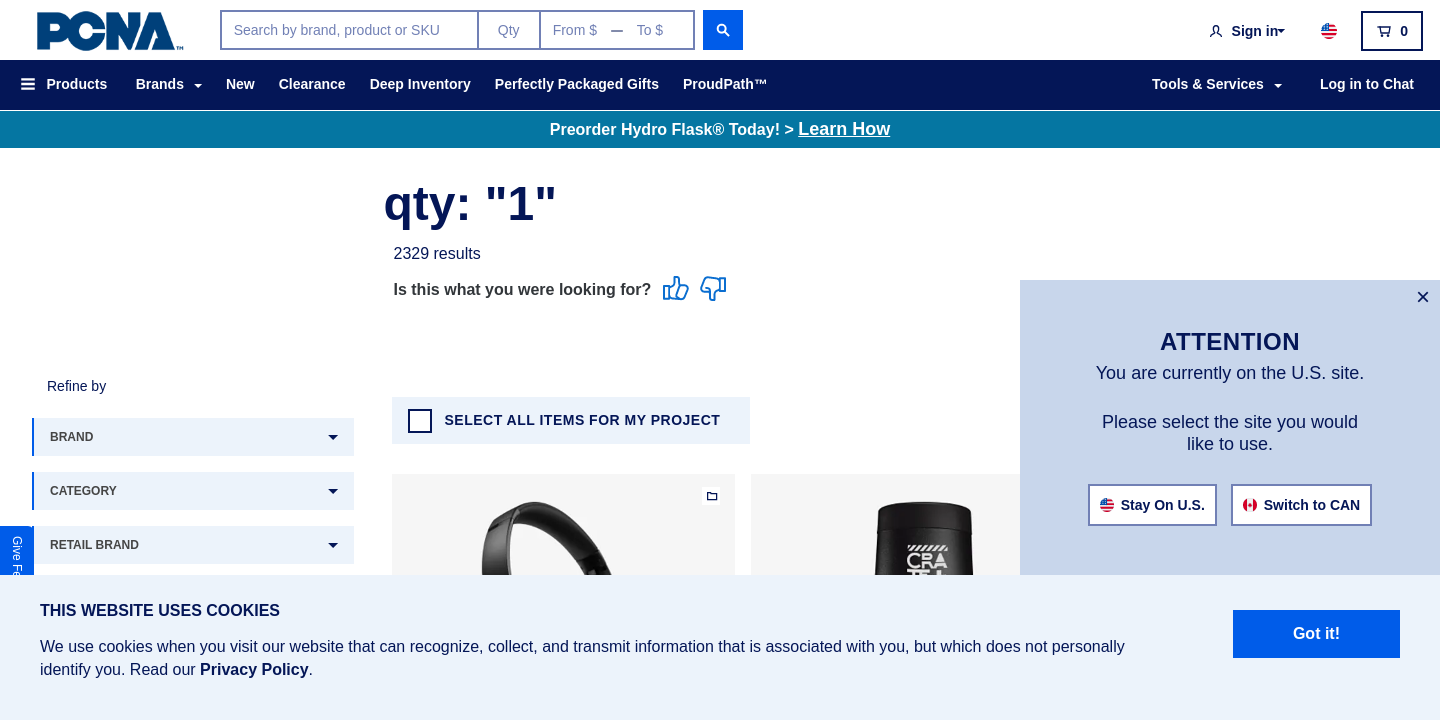 PCNA™
Search by brand, product or SKU
Qty
From $ — To $
Sign in
0
Products
Brands
New
Clearance
Deep Inventory
Perfectly Packaged Gifts
ProudPath™
Tools & Services
Log in to Chat
Preorder Hydro Flask® Today! > Learn How
qty: "1"
2329 results
Is this what you were looking for?
Refine by
BRAND
CATEGORY
RETAIL BRAND
Give Fe
SELECT ALL ITEMS FOR MY PROJECT
×
ATTENTION
You are currently on the U.S. site.
Please select the site you would
like to use.
Stay On U.S.
Switch to CAN
THIS WEBSITE USES COOKIES
We use cookies when you visit our website that can recognize, collect, and transmit information that is associated with you, but which does not personally
identify you. Read our Privacy Policy.
Got it!